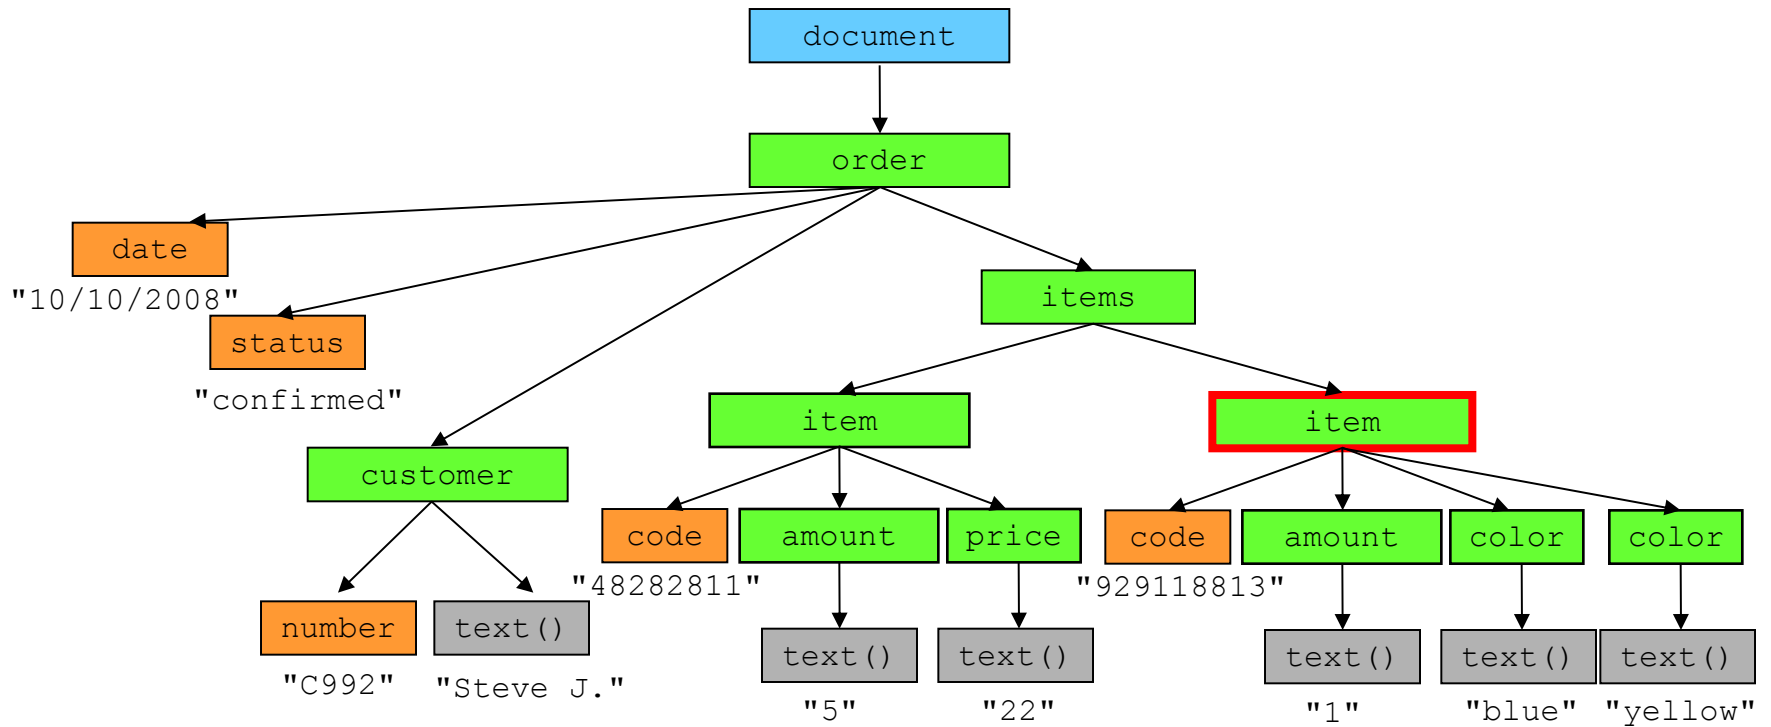 document
order
date
"10/10/2008"
items
status
"confirmed"
item
item
customer
code
amount
price
code
amount
color
color
"48282811"
"929118813"
number
text()
text()
text()
text()
text()
text()
"C992"
"Steve J."
"5"
"22"
"1"
"blue"
"yellow"